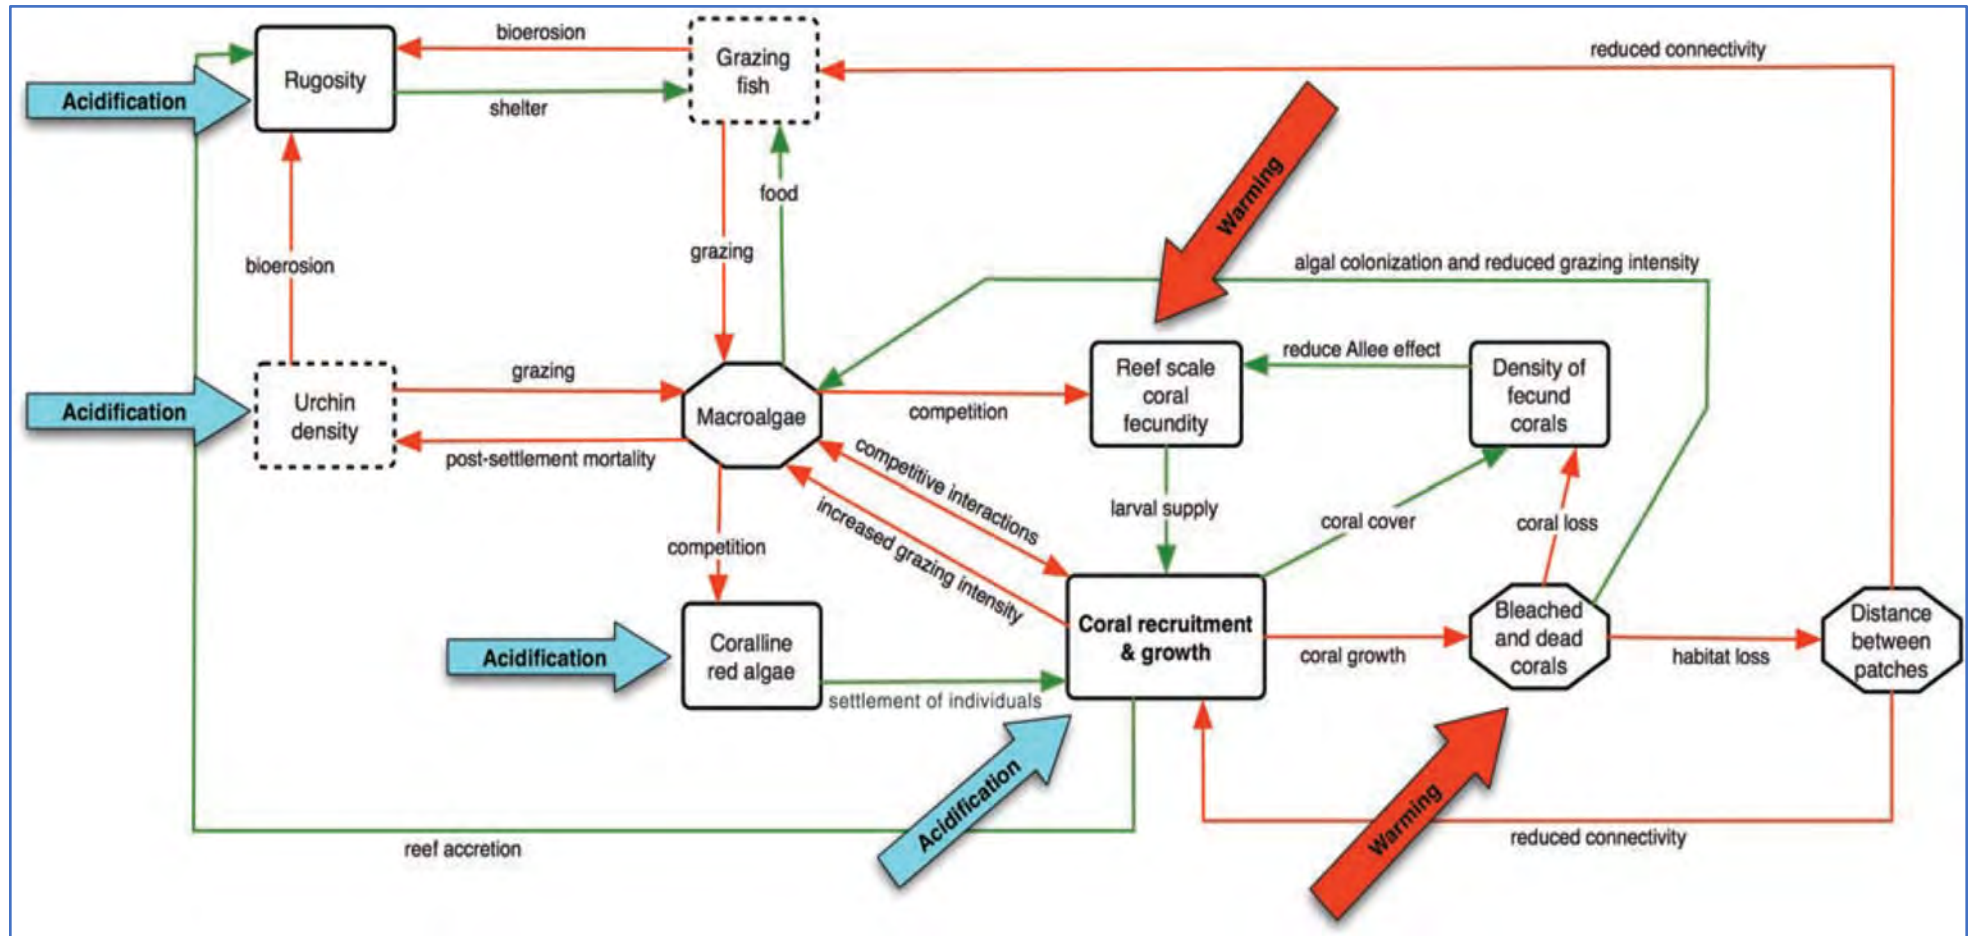 bioerosion
Grazing
fish
reduced connectivity
Rugosity
Acidification
shelter
Warming
food
grazing
bioerosion
algal colonization and reduced grazing intensity
reduce Allee effect
Reef scale
coral
fecundity
Density of
fecund
corals
grazing
Urchin
density
Acidification
Macroalgae
competition
post-settlement mortality
competitive interactions
increased grazing intensity
larval supply
coral cover
coral loss
competition
Coral recruitment
& growth
Bleached
and dead
corals
Distance
between
patches
Acidification
Coralline
red algae
coral growth
habitat loss
settlement of individuals
Acidification
Warming
reduced connectivity
reef accretion